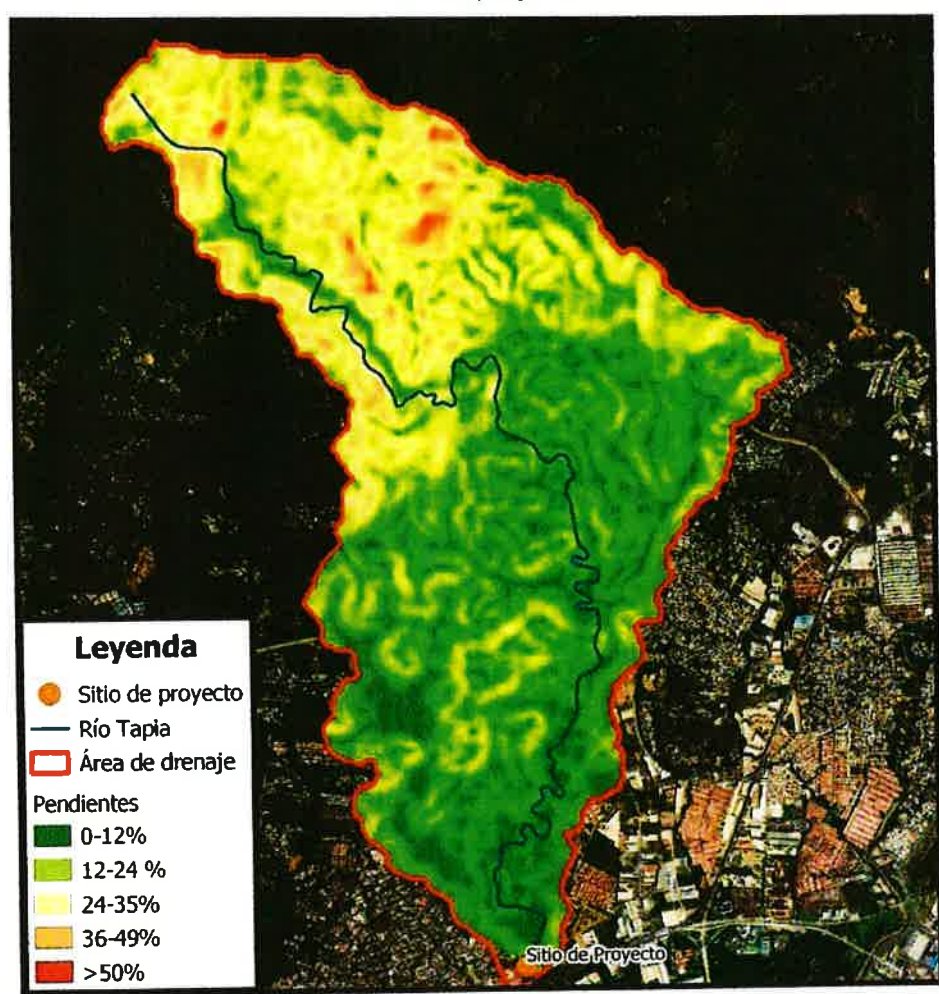 Leyenda
Sitio de proyecto
Río Tapia
Área de drenaje
Pendientes
0-12%
12-24 %
24-35%
36-49%
>50%
Sitio de Proyecto